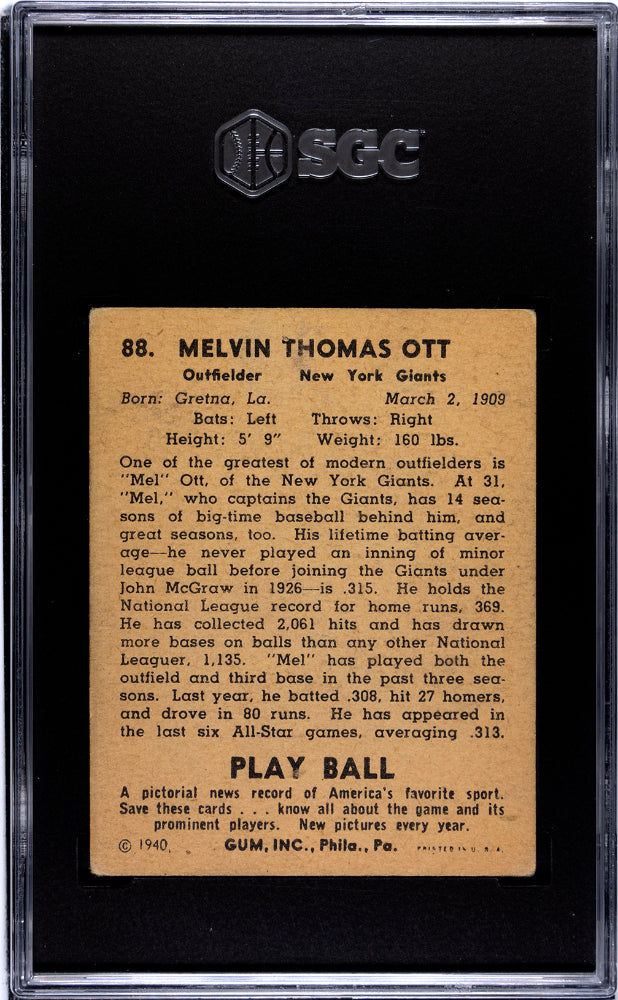 SGC
88. MELVIN THOMAS OTT
Outfielder New York Giants
Born: Gretna, La. March 2, 1909
Bats: Left Throws: Right
Height: 5' 9" Weight: 160 lbs.
One of the greatest of modern outfielders is
"Mel" Ott, of the New York Giants. At 31,
"Mel," who captains the Giants, has 14 sea-
sons of big-time baseball behind him, and
great seasons, too. His lifetime batting aver-
age—he never played an inning of minor
league ball before joining the Giants under
John McGraw in 1926—is .315. He holds the
National League record for home runs, 369.
He has collected 2,061 hits and has drawn
more bases on balls than any other National
Leaguer, 1,135. "Mel" has played both the
outfield and third base in the past three sea-
sons. Last year, he batted .308, hit 27 homers,
and drove in 80 runs. He has appeared in
the last six All-Star games, averaging .313.
PLAY BALL
A pictorial news record of America's favorite sport.
Save these cards . . . know all about the game and its
prominent players. New pictures every year.
© 1940, GUM, INC., Phila., Pa. PRINTED IN U. S. A.